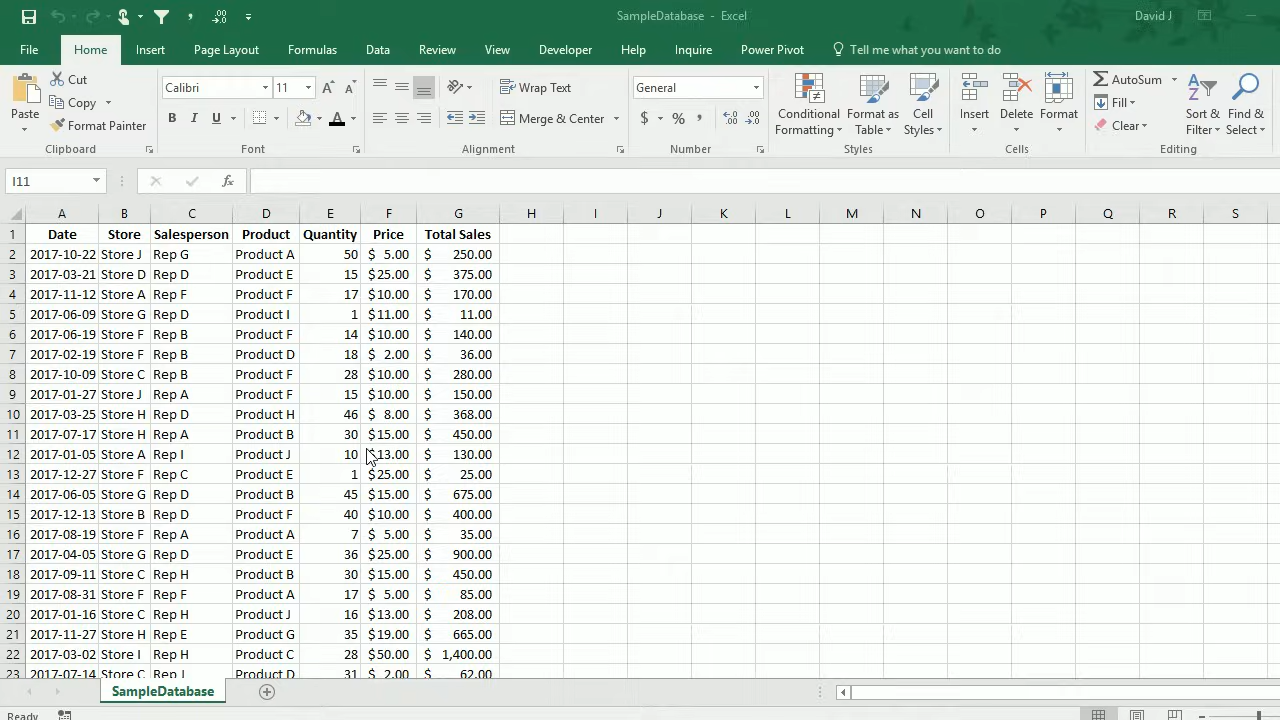 SampleDatabase - Excel
David J
File Home Insert Page Layout Formulas Data Review View Developer Help Inquire Power Pivot Tell me what you want to do
Paste
Cut
Copy
Format Painter
Clipboard
Calibri 11
B I U
Font
Wrap Text
Merge & Center
Alignment
General
$ % ,
Number
Conditional Formatting
Format as Table
Cell Styles
Styles
Insert Delete Format
Cells
AutoSum
Fill
Clear
Sort & Filter
Find & Select
Editing
I11 fx
A B C D E F G H I J K L M N O P Q R S
1 Date Store Salesperson Product Quantity Price Total Sales
2 2017-10-22 Store J Rep G Product A 50 $ 5.00 $ 250.00
3 2017-03-21 Store D Rep D Product E 15 $25.00 $ 375.00
4 2017-11-12 Store A Rep F Product F 17 $10.00 $ 170.00
5 2017-06-09 Store G Rep D Product I 1 $11.00 $ 11.00
6 2017-06-19 Store F Rep B Product F 14 $10.00 $ 140.00
7 2017-02-19 Store F Rep B Product D 18 $ 2.00 $ 36.00
8 2017-10-09 Store C Rep B Product F 28 $10.00 $ 280.00
9 2017-01-27 Store J Rep A Product F 15 $10.00 $ 150.00
10 2017-03-25 Store H Rep D Product H 46 $ 8.00 $ 368.00
11 2017-07-17 Store H Rep A Product B 30 $15.00 $ 450.00
12 2017-01-05 Store A Rep I Product J 10 $13.00 $ 130.00
13 2017-12-27 Store F Rep C Product E 1 $25.00 $ 25.00
14 2017-06-05 Store G Rep D Product B 45 $15.00 $ 675.00
15 2017-12-13 Store B Rep D Product F 40 $10.00 $ 400.00
16 2017-08-19 Store F Rep A Product A 7 $ 5.00 $ 35.00
17 2017-04-05 Store G Rep D Product E 36 $25.00 $ 900.00
18 2017-09-11 Store C Rep H Product B 30 $15.00 $ 450.00
19 2017-08-31 Store F Rep F Product A 17 $ 5.00 $ 85.00
20 2017-01-16 Store C Rep H Product J 16 $13.00 $ 208.00
21 2017-11-27 Store H Rep E Product G 35 $19.00 $ 665.00
22 2017-03-02 Store I Rep H Product C 28 $50.00 $ 1,400.00
23 2017-07-14 Store C Rep Product D 31 $ 2.00 $ 62.00
SampleDatabase
Ready